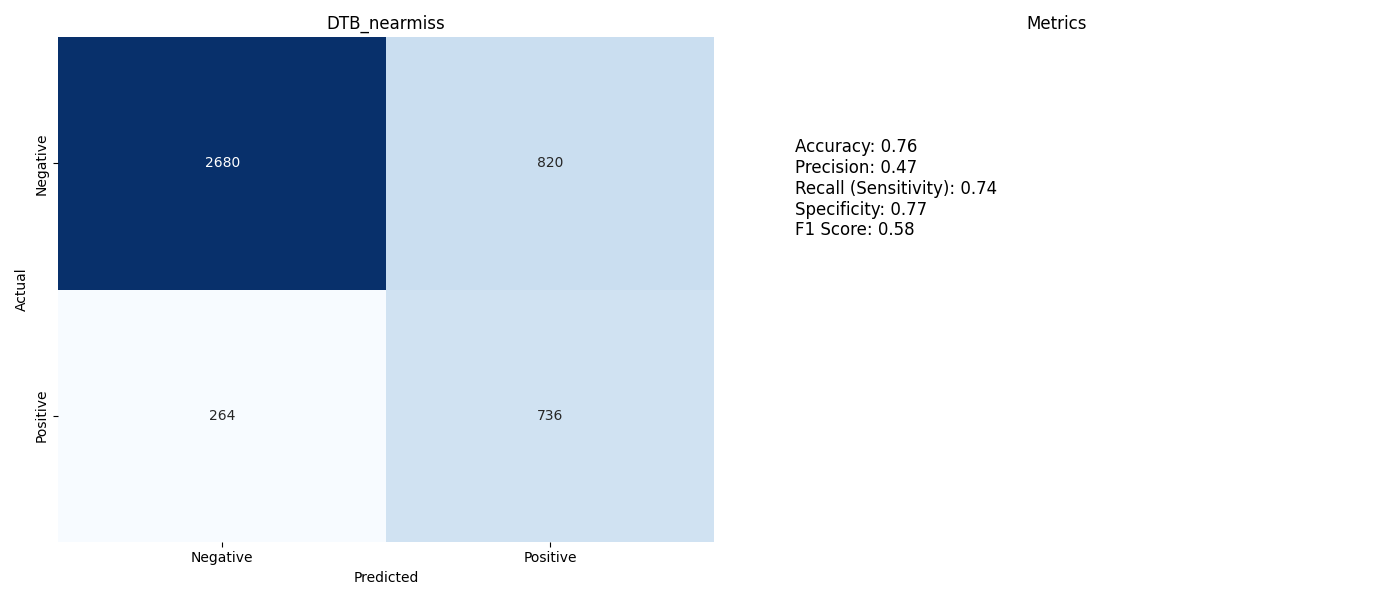 DTB_nearmiss
Negative
2680
820
Actual
Positive
264
736
Negative
Positive
Predicted
Metrics
Accuracy: 0.76
Precision: 0.47
Recall (Sensitivity): 0.74
Specificity: 0.77
F1 Score: 0.58